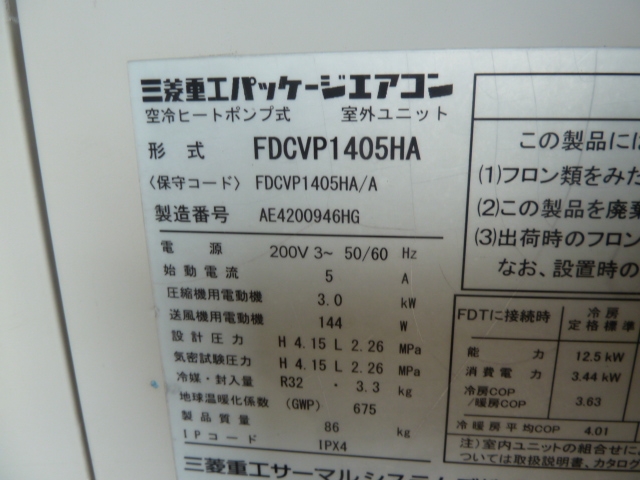 三菱重工パッケージエアコン
空冷ヒートポンプ式 室外ユニット
形式 FDCVP1405HA
〈保守コード〉 FDCVP1405HA/A
製造番号 AE4200946HG
電源 200V 3~ 50/60 Hz
始動電流 5 A
圧縮機用電動機 3.0 kW
送風機用電動機 144 W
設計圧力 H 4.15 L 2.26 MPa
気密試験圧力 H 4.15 L 2.26 MPa
冷媒・封入量 R32 ・ 3.3 kg
地球温暖化係数 (GWP) 675
製品質量 86 kg
IPコード IPX4
三菱重工サーマルシステムズ
この製品には
(1)フロン類をみだ
(2)この製品を廃棄
(3)出荷時のフロン
なお、設置時の
FDTに接続時 冷房
定格標準
能力 12.5 kW
消費電力 3.44 kW
冷房COP
/暖房COP 3.63
冷暖房平均COP 4.01
注)室内ユニットの組合せによ
ついては取扱説明書、カタログ